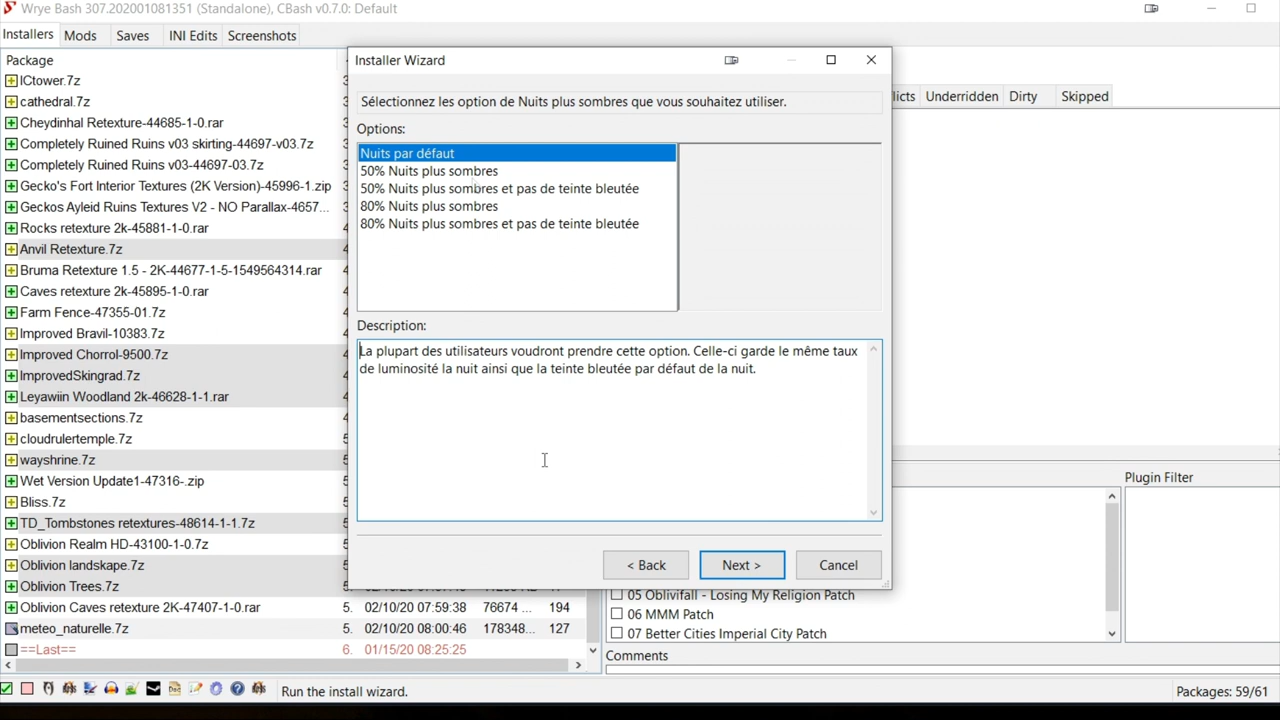 Wrye Bash 307.202001081351 (Standalone), CBash v0.7.0: Default
Installers Mods Saves INI Edits Screenshots
Package
ICtower.7z
cathedral.7z
Cheydinhal Retexture-44685-1-0.rar
Completely Ruined Ruins v03 skirting-44697-v03.7z
Completely Ruined Ruins v03-44697-03.7z
Gecko's Fort Interior Textures (2K Version)-45996-1.zip
Geckos Ayleid Ruins Textures V2 - NO Parallax-4657...
Rocks retexture 2k-45881-1-0.rar
Anvil Retexture.7z
Bruma Retexture 1.5 - 2K-44677-1-5-1549564314.rar
Caves retexture 2k-45895-1-0.rar
Farm Fence-47355-01.7z
Improved Bravil-10383.7z
Improved Chorrol-9500.7z
ImprovedSkingrad.7z
Leyawiin Woodland 2k-46628-1-1.rar
basementsections.7z
cloudrulertemple.7z
wayshrine.7z
Wet Version Update1-47316-.zip
Bliss.7z
TD_Tombstones retextures-48614-1-1.7z
Oblivion Realm HD-43100-1-0.7z
Oblivion landskape.7z
Oblivion Trees.7z
Oblivion Caves retexture 2K-47407-1-0.rar 5. 02/10/20 07:59:38 76674 ... 194
meteo_naturelle.7z 5. 02/10/20 08:00:46 178348... 127
==Last== 6. 01/15/20 08:25:25
Run the install wizard.
Installer Wizard
Sélectionnez les option de Nuits plus sombres que vous souhaitez utiliser.
Options:
Nuits par défaut
50% Nuits plus sombres
50% Nuits plus sombres et pas de teinte bleutée
80% Nuits plus sombres
80% Nuits plus sombres et pas de teinte bleutée
Description:
La plupart des utilisateurs voudront prendre cette option. Celle-ci garde le même taux
de luminosité la nuit ainsi que la teinte bleutée par défaut de la nuit.
< Back Next > Cancel
Underridden Dirty Skipped
Plugin Filter
05 Oblivifall - Losing My Religion Patch
06 MMM Patch
07 Better Cities Imperial City Patch
Comments
Packages: 59/61